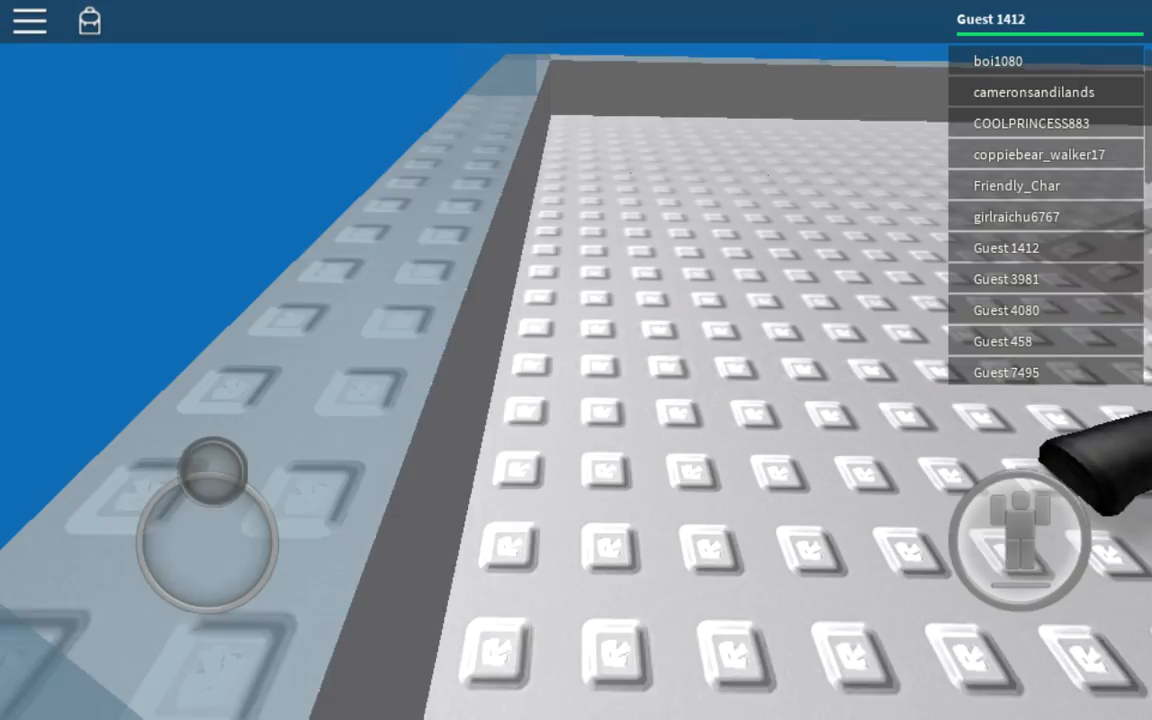 Guest 1412
boi1080
cameronsandilands
COOLPRINCESS883
coppiebear_walker17
Friendly_Char
girlraichu6767
Guest 1412
Guest 3981
Guest 4080
Guest 458
Guest 7495